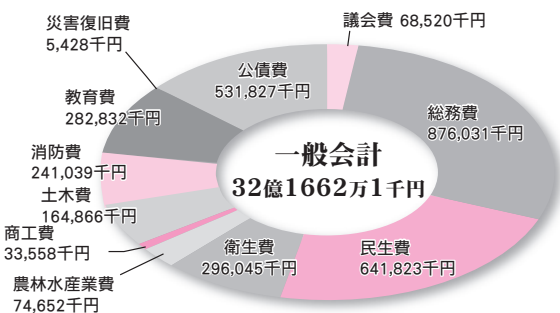 議会費 68,520千円
総務費
876,031千円
民生費
641,823千円
衛生費
296,045千円
農林水産業費
74,652千円
商工費
33,558千円
土木費
164,866千円
消防費
241,039千円
教育費
282,832千円
災害復旧費
5,428千円
公債費
531,827千円
一般会計
32億1662万1千円